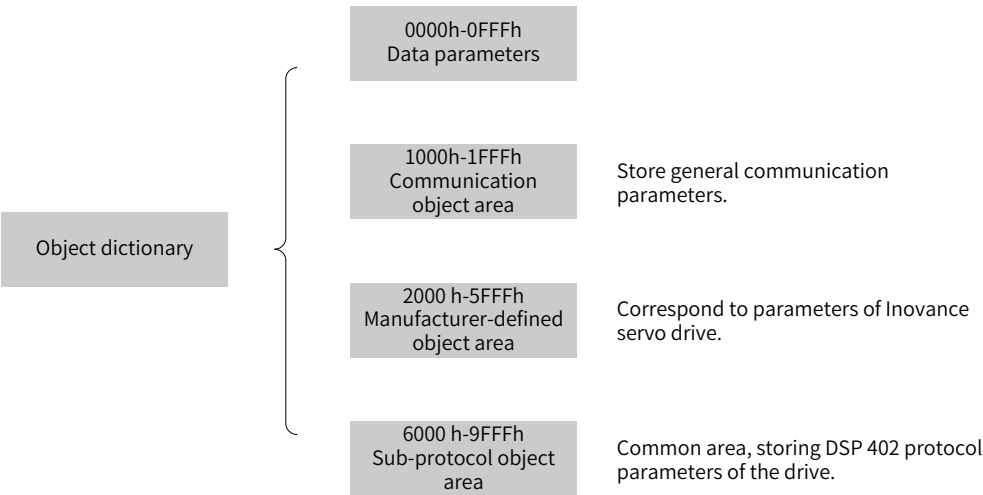 0000h-0FFFh
Data parameters
1000h-1FFFh
Communication
object area
Store general communication
parameters.
Object dictionary
2000 h-5FFFh
Manufacturer-defined
object area
Correspond to parameters of Inovance
servo drive.
6000 h-9FFFh
Sub-protocol object
area
Common area, storing DSP 402 protocol
parameters of the drive.